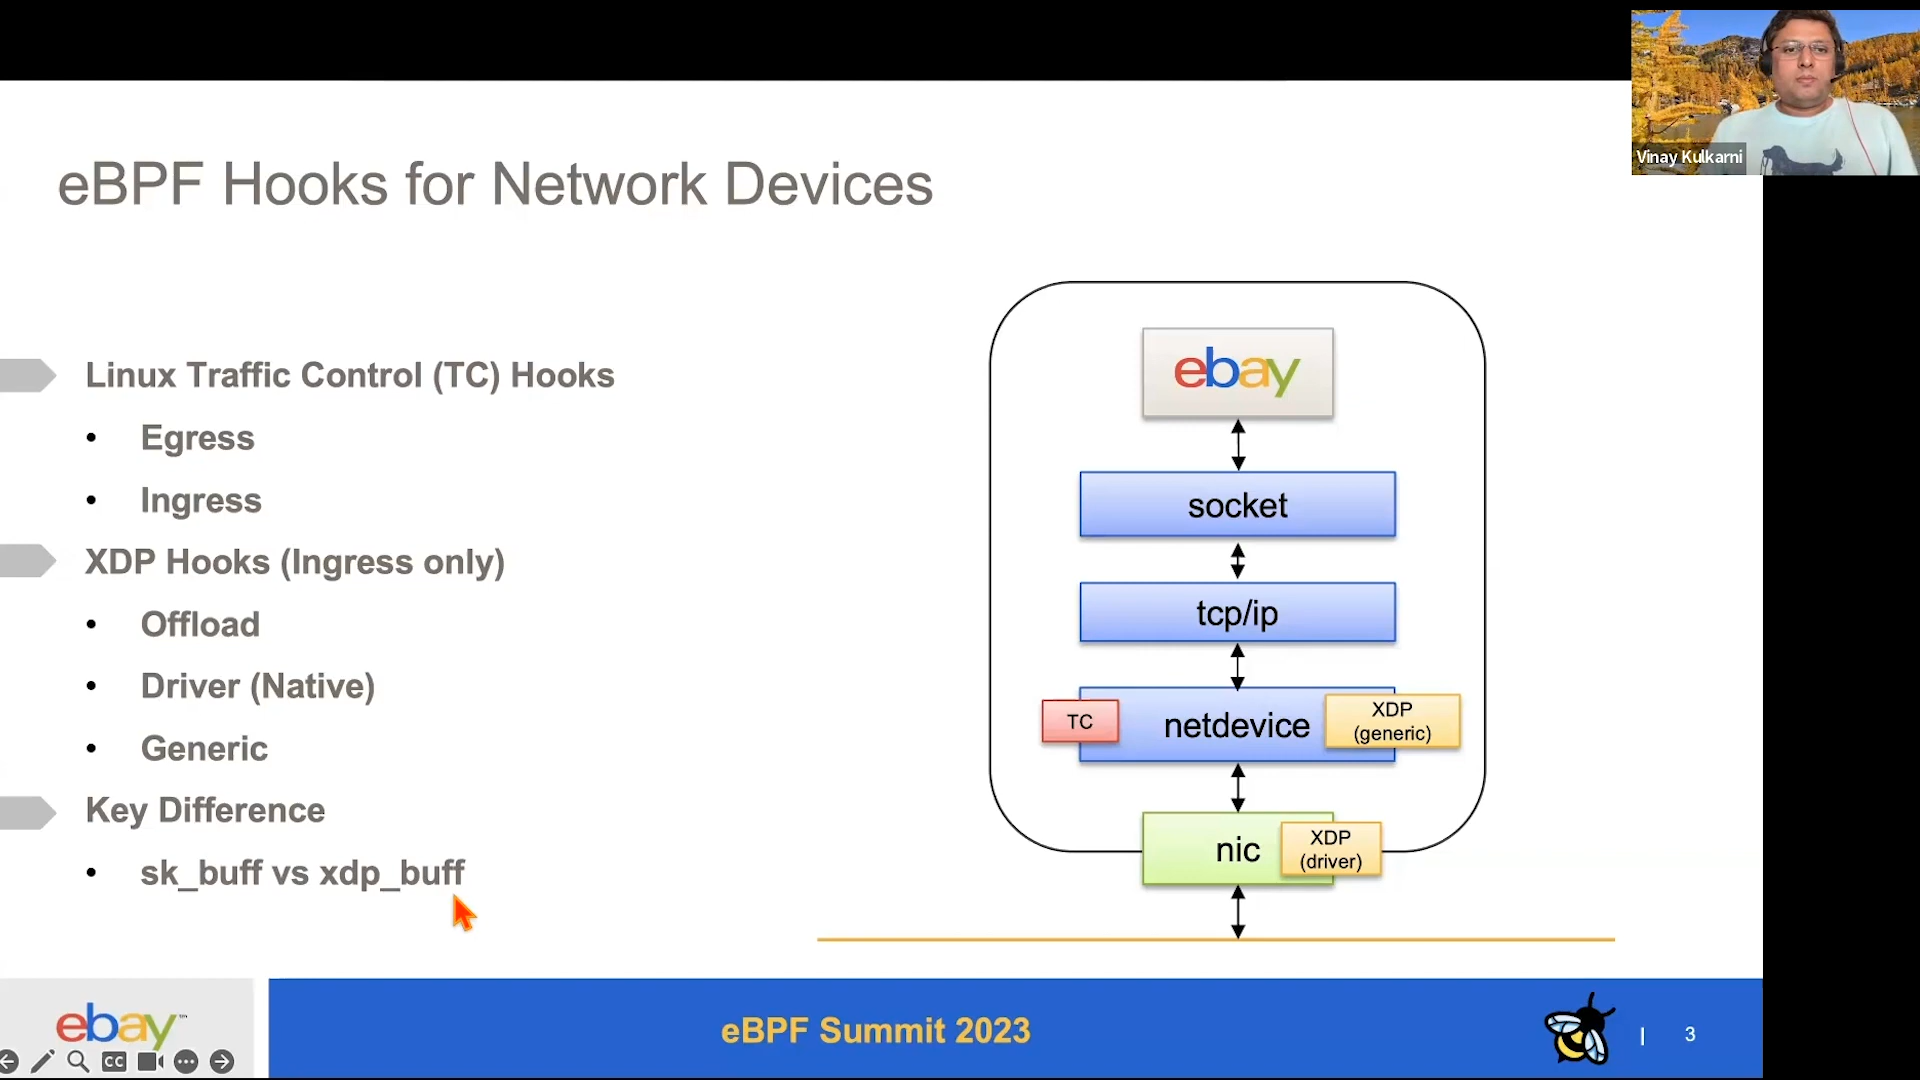 Vinay Kulkarni
eBPF Hooks for Network Devices
Linux Traffic Control (TC) Hooks
• Egress
• Ingress
XDP Hooks (Ingress only)
• Offload
• Driver (Native)
• Generic
Key Difference
• sk_buff vs xdp_buff
ebay
socket
tcp/ip
TC
netdevice
XDP
(generic)
nic
XDP
(driver)
ebay™
CC
eBPF Summit 2023
| 3